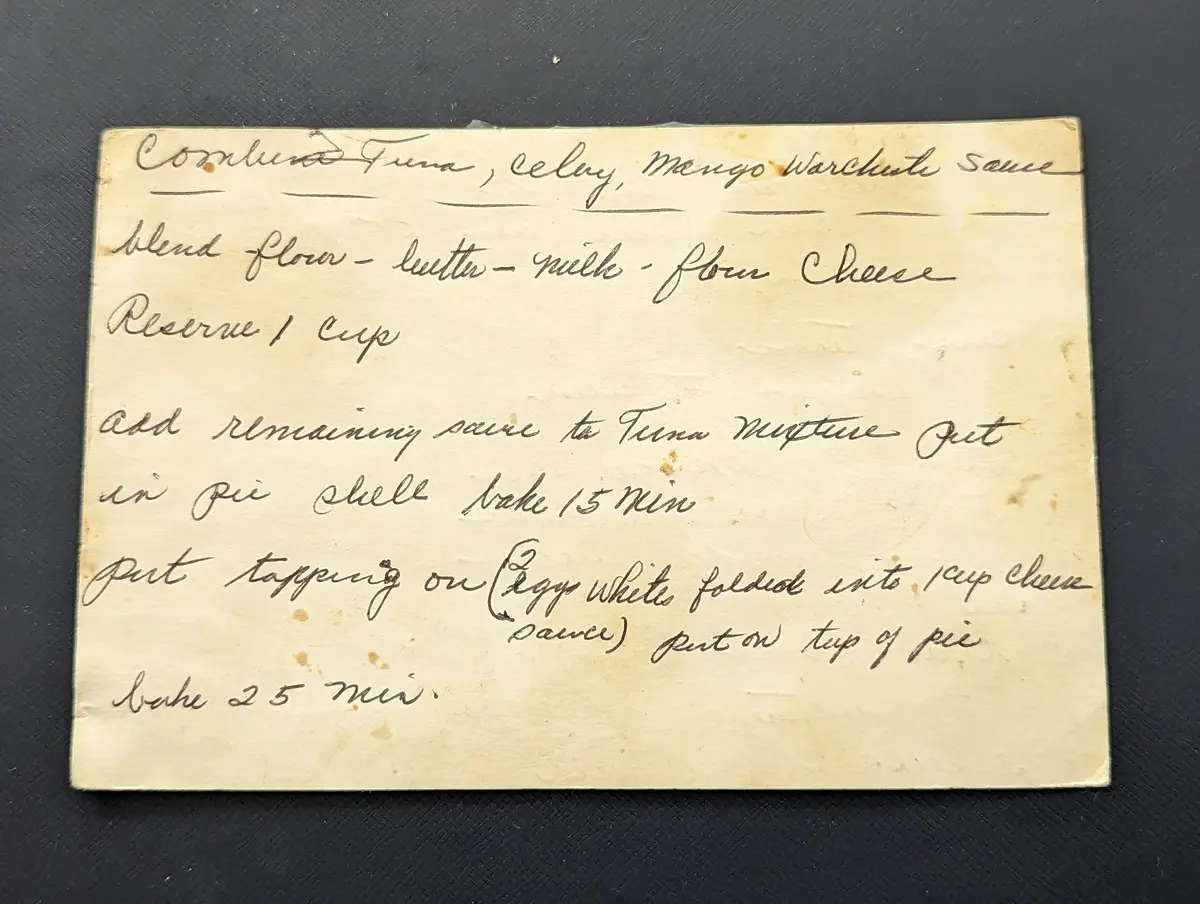 Combine Tuna, Celery, Mango Warchestr Sauce
blend flour - butter - milk - flour Cheese
Reserve 1 cup
add remaining sauce to Tuna Mixture put
in pie shell bake 15 Min
put topping on (2 eggs whites folded into 1 cup cheese
sauce) put on top of pie
bake 25 Min.